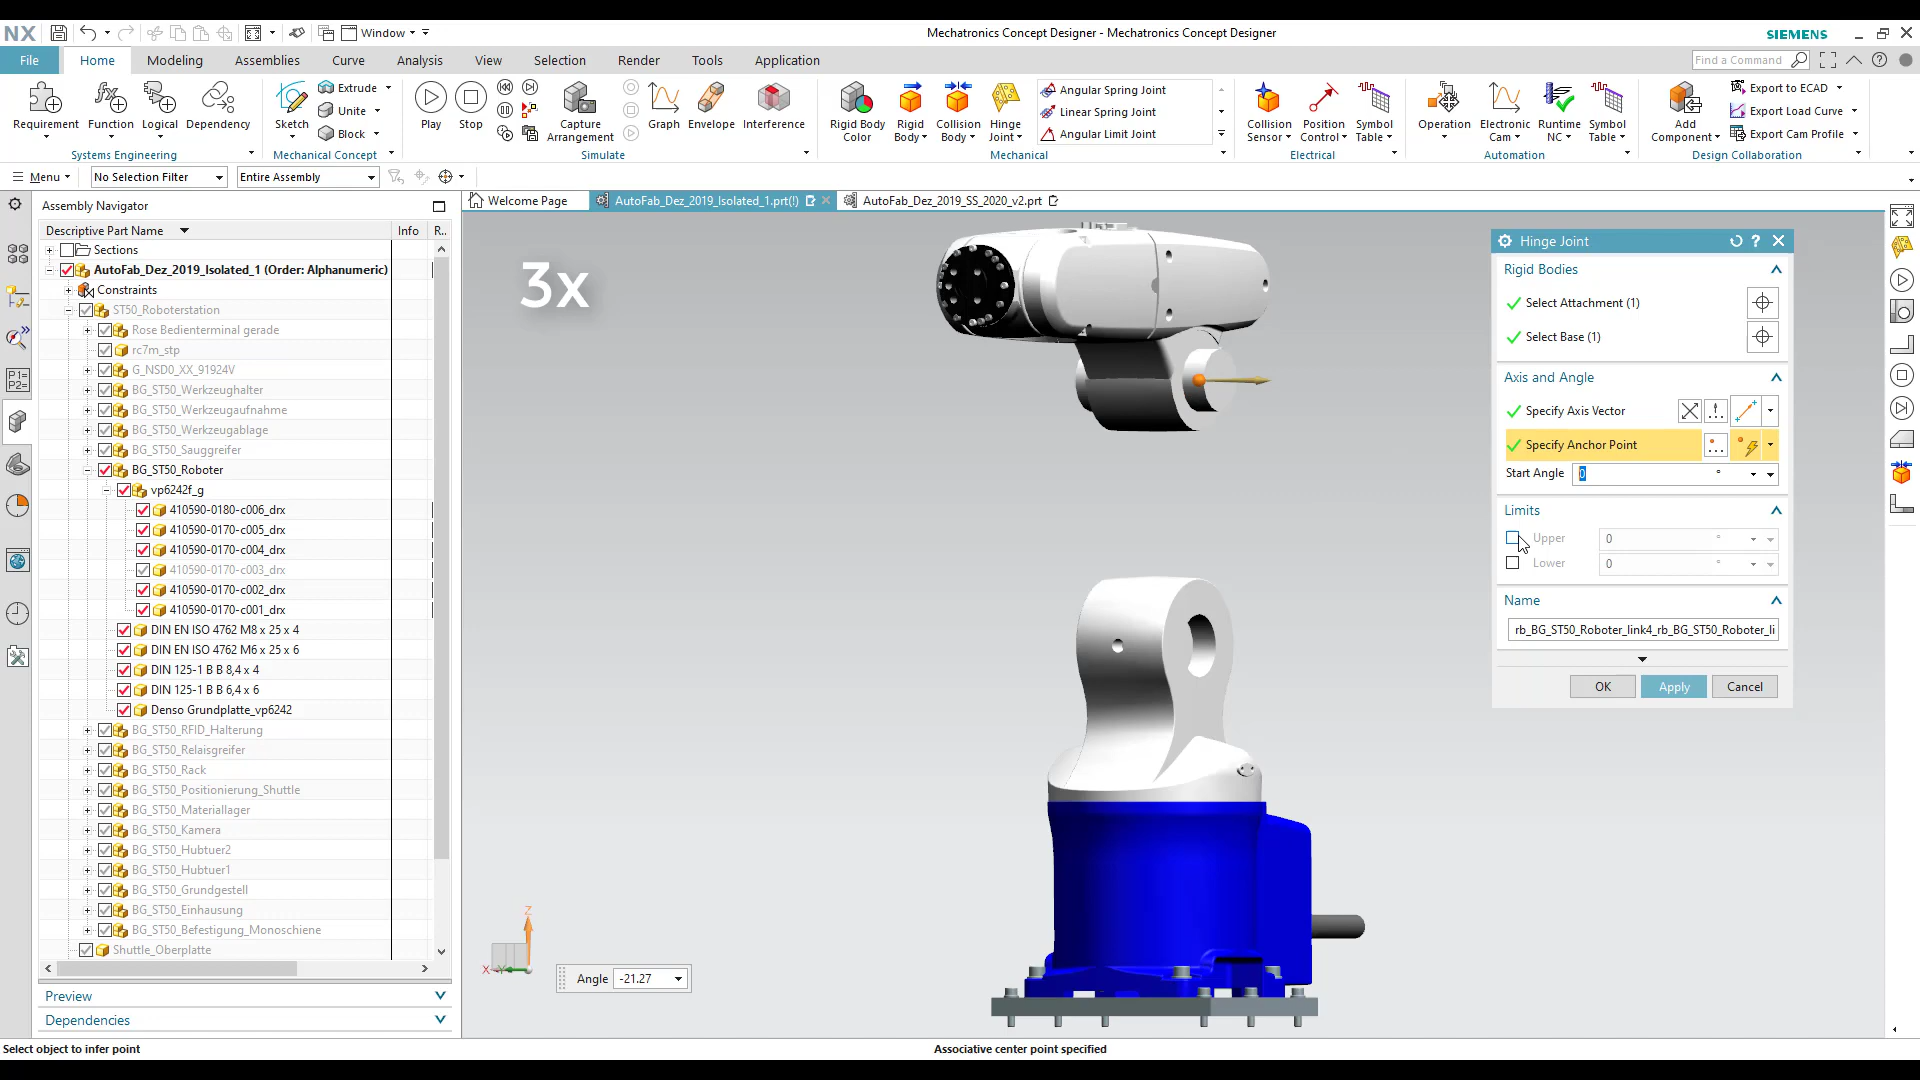 NX
Window
Mechatronics Concept Designer - Mechatronics Concept Designer
SIEMENS
File
Home
Modeling
Assemblies
Curve
Analysis
View
Selection
Render
Tools
Application
Find a Command
Requirement
Function
Logical
Dependency
Systems Engineering
Sketch
Extrude
Unite
Block
Mechanical Concept
Play
Stop
Capture
Arrangement
Graph
Envelope
Interference
Simulate
Rigid Body
Color
Rigid
Body
Collision
Body
Hinge
Joint
Angular Spring Joint
Linear Spring Joint
Angular Limit Joint
Mechanical
Collision
Sensor
Position
Control
Symbol
Table
Electrical
Operation
Electronic
Cam
Runtime
NC
Symbol
Table
Automation
Add
Component
Export to ECAD
Export Load Curve
Export Cam Profile
Design Collaboration
Menu
No Selection Filter
Entire Assembly
Assembly Navigator
Welcome Page
AutoFab_Dez_2019_Isolated_1.prt(!)
AutoFab_Dez_2019_SS_2020_v2.prt
Descriptive Part Name
Info
R..
Sections
AutoFab_Dez_2019_Isolated_1 (Order: Alphanumeric)
Constraints
ST50_Roboterstation
Rose Bedienterminal gerade
rc7m_stp
G_NSD0_XX_91924V
BG_ST50_Werkzeughalter
BG_ST50_Werkzeugaufnahme
BG_ST50_Werkzeugablage
BG_ST50_Sauggreifer
BG_ST50_Roboter
vp6242f_g
410590-0180-c006_drx
410590-0170-c005_drx
410590-0170-c004_drx
410590-0170-c003_drx
410590-0170-c002_drx
410590-0170-c001_drx
DIN EN ISO 4762 M8 x 25 x 4
DIN EN ISO 4762 M6 x 25 x 6
DIN 125-1 B B 8,4 x 4
DIN 125-1 B B 6,4 x 6
Denso Grundplatte_vp6242
BG_ST50_RFID_Halterung
BG_ST50_Relaisgreifer
BG_ST50_Rack
BG_ST50_Positionierung_Shuttle
BG_ST50_Materiallager
BG_ST50_Kamera
BG_ST50_Hubtuer2
BG_ST50_Hubtuer1
BG_ST50_Grundgestell
BG_ST50_Einhausung
BG_ST50_Befestigung_Monoschiene
Shuttle_Oberplatte
Preview
Dependencies
3x
Z
X
Y
Angle -21.27
Hinge Joint
Rigid Bodies
Select Attachment (1)
Select Base (1)
Axis and Angle
Specify Axis Vector
Specify Anchor Point
Start Angle 0 °
Limits
Upper 0 °
Lower 0 °
Name
rb_BG_ST50_Roboter_link4_rb_BG_ST50_Roboter_li
OK
Apply
Cancel
P1=
P2=
Select object to infer point
Associative center point specified